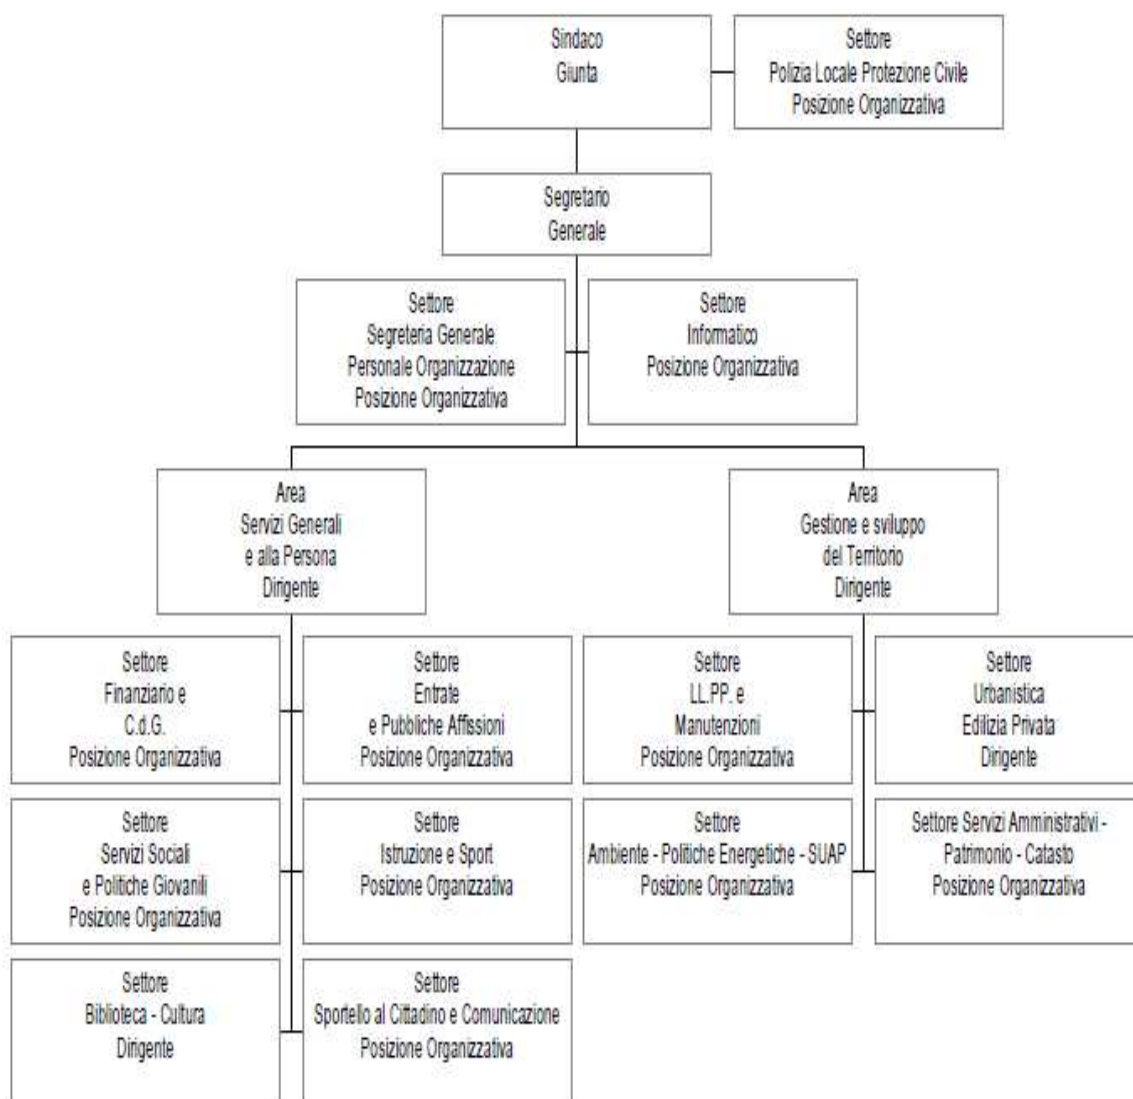 Sindaco
Giunta
Settore
Polizia Locale Protezione Civile
Posizione Organizzativa
Segretario
Generale
Settore
Segreteria Generale
Personale Organizzazione
Posizione Organizzativa
Settore
Informatico
Posizione Organizzativa
Area
Servizi Generali
e alla Persona
Dirigente
Area
Gestione e sviluppo
del Territorio
Dirigente
Settore
Finanziario e
C.d.G.
Posizione Organizzativa
Settore
Entrate
e Pubbliche Affissioni
Posizione Organizzativa
Settore
LL.PP. e
Manutenzioni
Posizione Organizzativa
Settore
Urbanistica
Edilizia Privata
Dirigente
Settore
Servizi Sociali
e Politiche Giovanili
Posizione Organizzativa
Settore
Istruzione e Sport
Posizione Organizzativa
Settore
Ambiente - Politiche Energetiche - SUAP
Posizione Organizzativa
Settore Servizi Amministrativi -
Patrimonio - Catasto
Posizione Organizzativa
Settore
Biblioteca - Cultura
Dirigente
Settore
Sportello al Cittadino e Comunicazione
Posizione Organizzativa